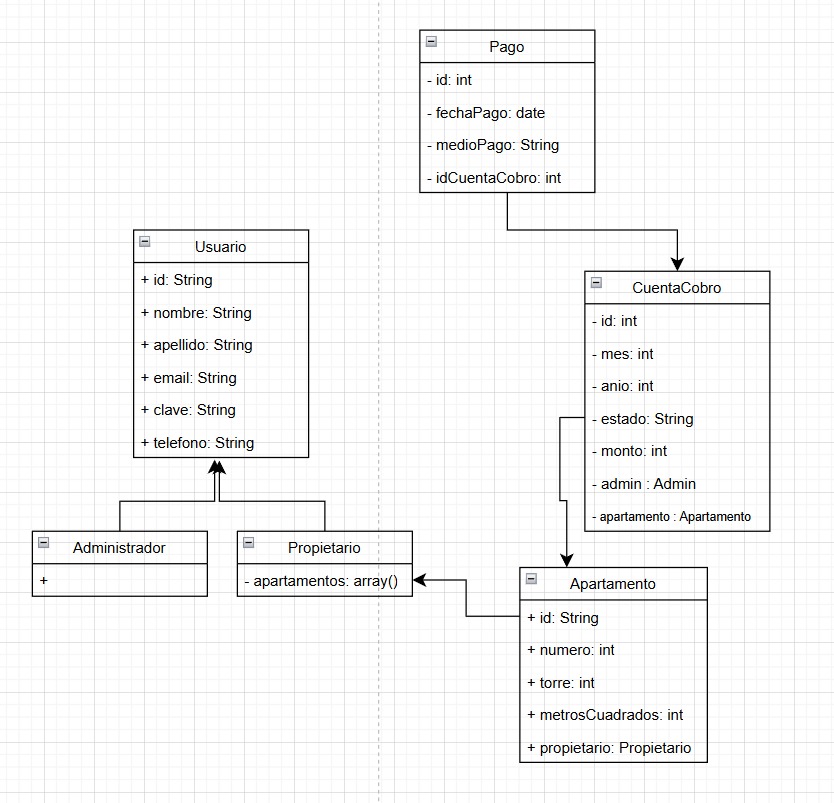 Pago
- id: int
- fechaPago: date
- medioPago: String
- idCuentaCobro: int
Usuario
+ id: String
+ nombre: String
+ apellido: String
+ email: String
+ clave: String
+ telefono: String
CuentaCobro
- id: int
- mes: int
- anio: int
- estado: String
- monto: int
- admin : Admin
- apartamento : Apartamento
Administrador
+
Propietario
- apartamentos: array()
Apartamento
+ id: String
+ numero: int
+ torre: int
+ metrosCuadrados: int
+ propietario: Propietario